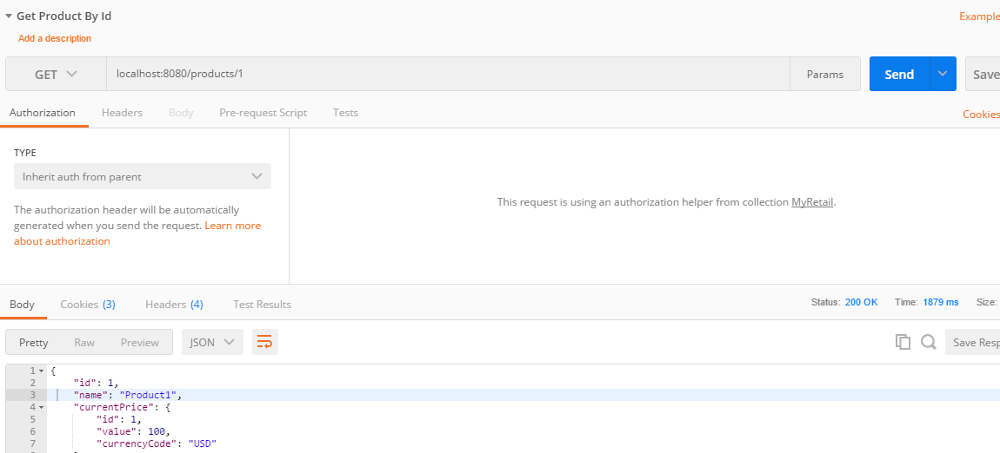 Get Product By Id
Example
Add a description
GET localhost:8080/products/1 Params Send Save
Authorization Headers Body Pre-request Script Tests
Cookies
TYPE
Inherit auth from parent
The authorization header will be automatically
generated when you send the request. Learn more
about authorization
This request is using an authorization helper from collection MyRetail.
Body Cookies (3) Headers (4) Test Results Status: 200 OK Time: 1879 ms Size:
Pretty Raw Preview JSON Save Resp
1 {
2 "id": 1,
3 "name": "Product1",
4 "currentPrice": {
5 "id": 1,
6 "value": 100,
7 "currencyCode": "USD"